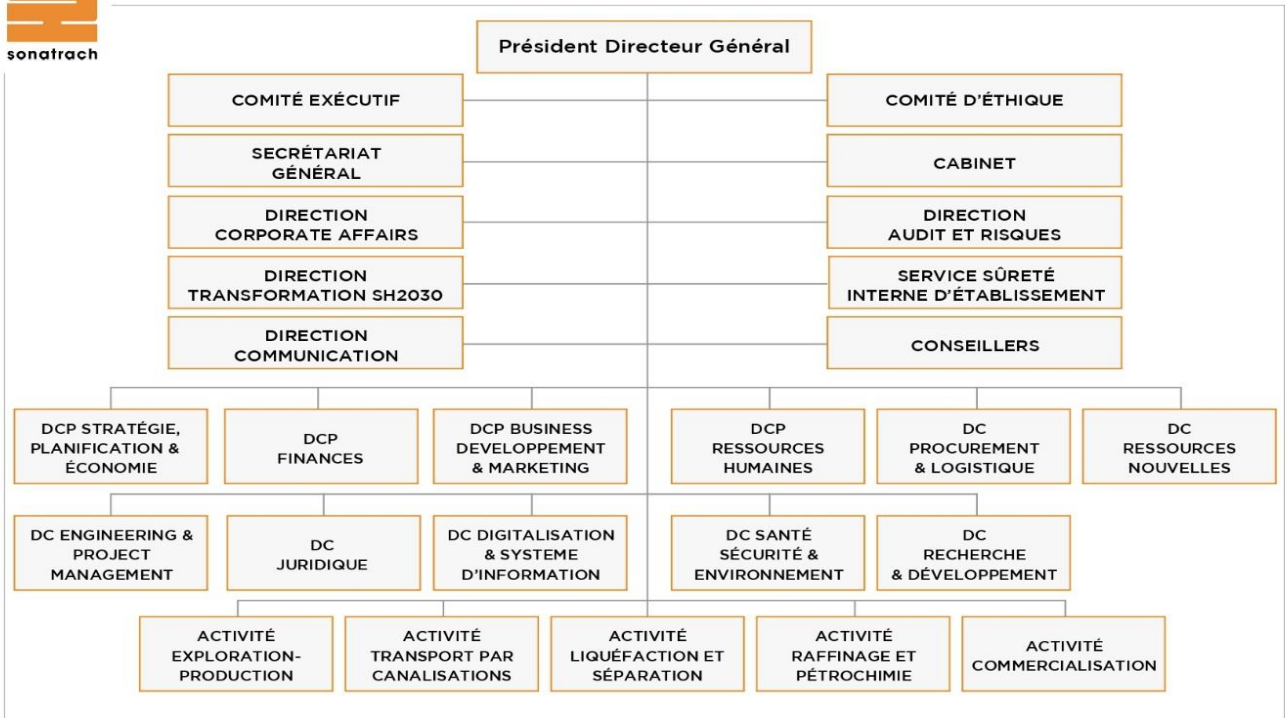 sonatrach
Président Directeur Général
COMITÉ EXÉCUTIF
COMITÉ D'ÉTHIQUE
SECRÉTARIAT
GÉNÉRAL
CABINET
DIRECTION
CORPORATE AFFAIRS
DIRECTION
AUDIT ET RISQUES
DIRECTION
TRANSFORMATION SH2030
SERVICE SÛRETÉ
INTERNE D'ÉTABLISSEMENT
DIRECTION
COMMUNICATION
CONSEILLERS
DCP STRATÉGIE,
PLANIFICATION &
ÉCONOMIE
DCP
FINANCES
DCP BUSINESS
DEVELOPPEMENT
& MARKETING
DCP
RESSOURCES
HUMAINES
DC
PROCUREMENT
& LOGISTIQUE
DC
RESSOURCES
NOUVELLES
DC ENGINEERING &
PROJECT
MANAGEMENT
DC
JURIDIQUE
DC DIGITALISATION
& SYSTEME
D'INFORMATION
DC SANTÉ
SÉCURITÉ &
ENVIRONNEMENT
DC
RECHERCHE
& DÉVELOPPEMENT
ACTIVITÉ
EXPLORATION-
PRODUCTION
ACTIVITÉ
TRANSPORT PAR
CANALISATIONS
ACTIVITÉ
LIQUÉFACTION ET
SÉPARATION
ACTIVITÉ
RAFFINAGE ET
PÉTROCHIMIE
ACTIVITÉ
COMMERCIALISATION